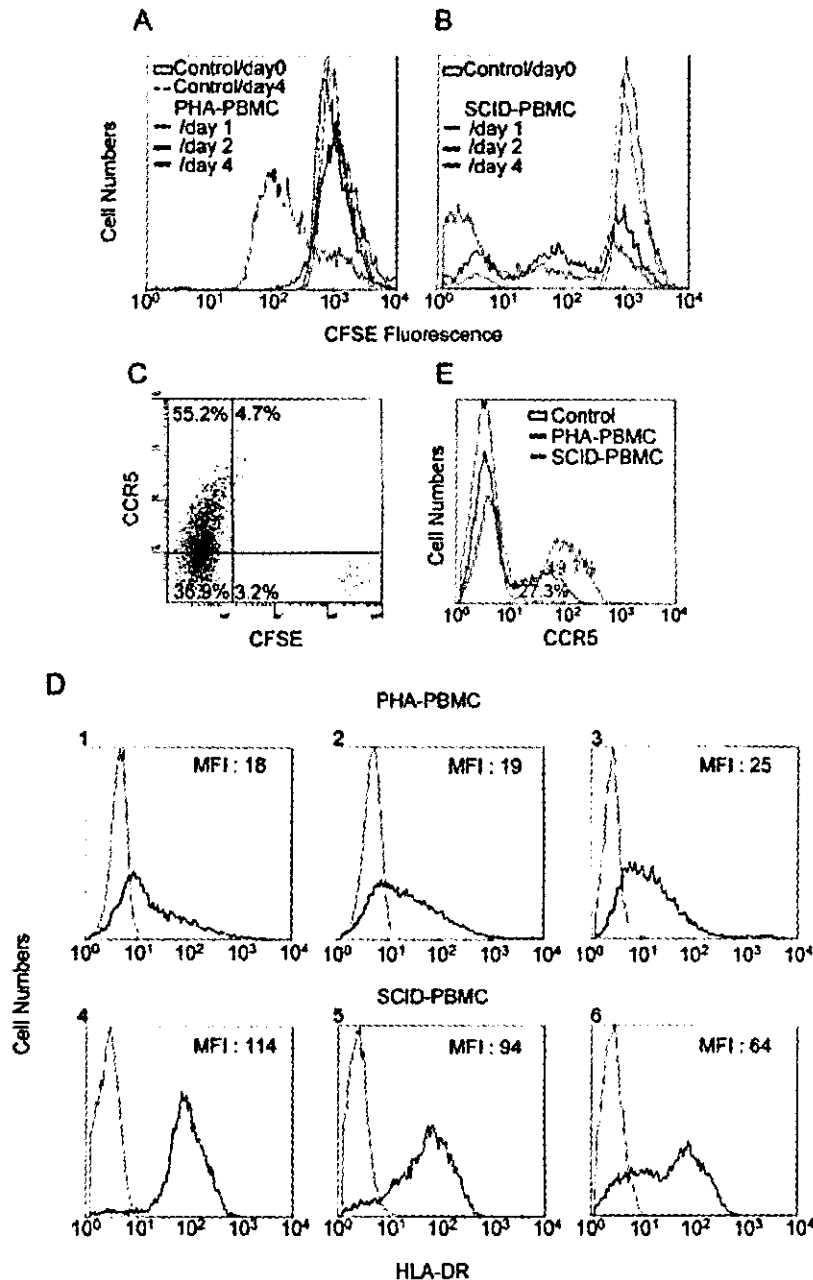 A
B
Control/day0
Control/day4
PHA-PBMC
/day 1
/day 2
/day 4
Control/day0
SCID-PBMC
/day 1
/day 2
/day 4
Cell Numbers
10⁰ 10¹ 10² 10³ 10⁴
10⁰ 10¹ 10² 10³ 10⁴
CFSE Fluorescence
C
E
55.2% 4.7%
36.9% 3.2%
CCR5
CFSE
Control
PHA-PBMC
SCID-PBMC
27.3%
Cell Numbers
10⁰ 10¹ 10² 10³ 10⁴
CCR5
D
PHA-PBMC
1
MFI : 18
2
MFI : 19
3
MFI : 25
10⁰ 10¹ 10² 10³ 10⁴
10⁰ 10¹ 10² 10³ 10⁴
10⁰ 10¹ 10² 10³ 10⁴
SCID-PBMC
Cell Numbers
4
MFI : 114
5
MFI : 94
6
MFI : 64
10⁰ 10¹ 10² 10³ 10⁴
10⁰ 10¹ 10² 10³ 10⁴
10⁰ 10¹ 10² 10³ 10⁴
HLA-DR